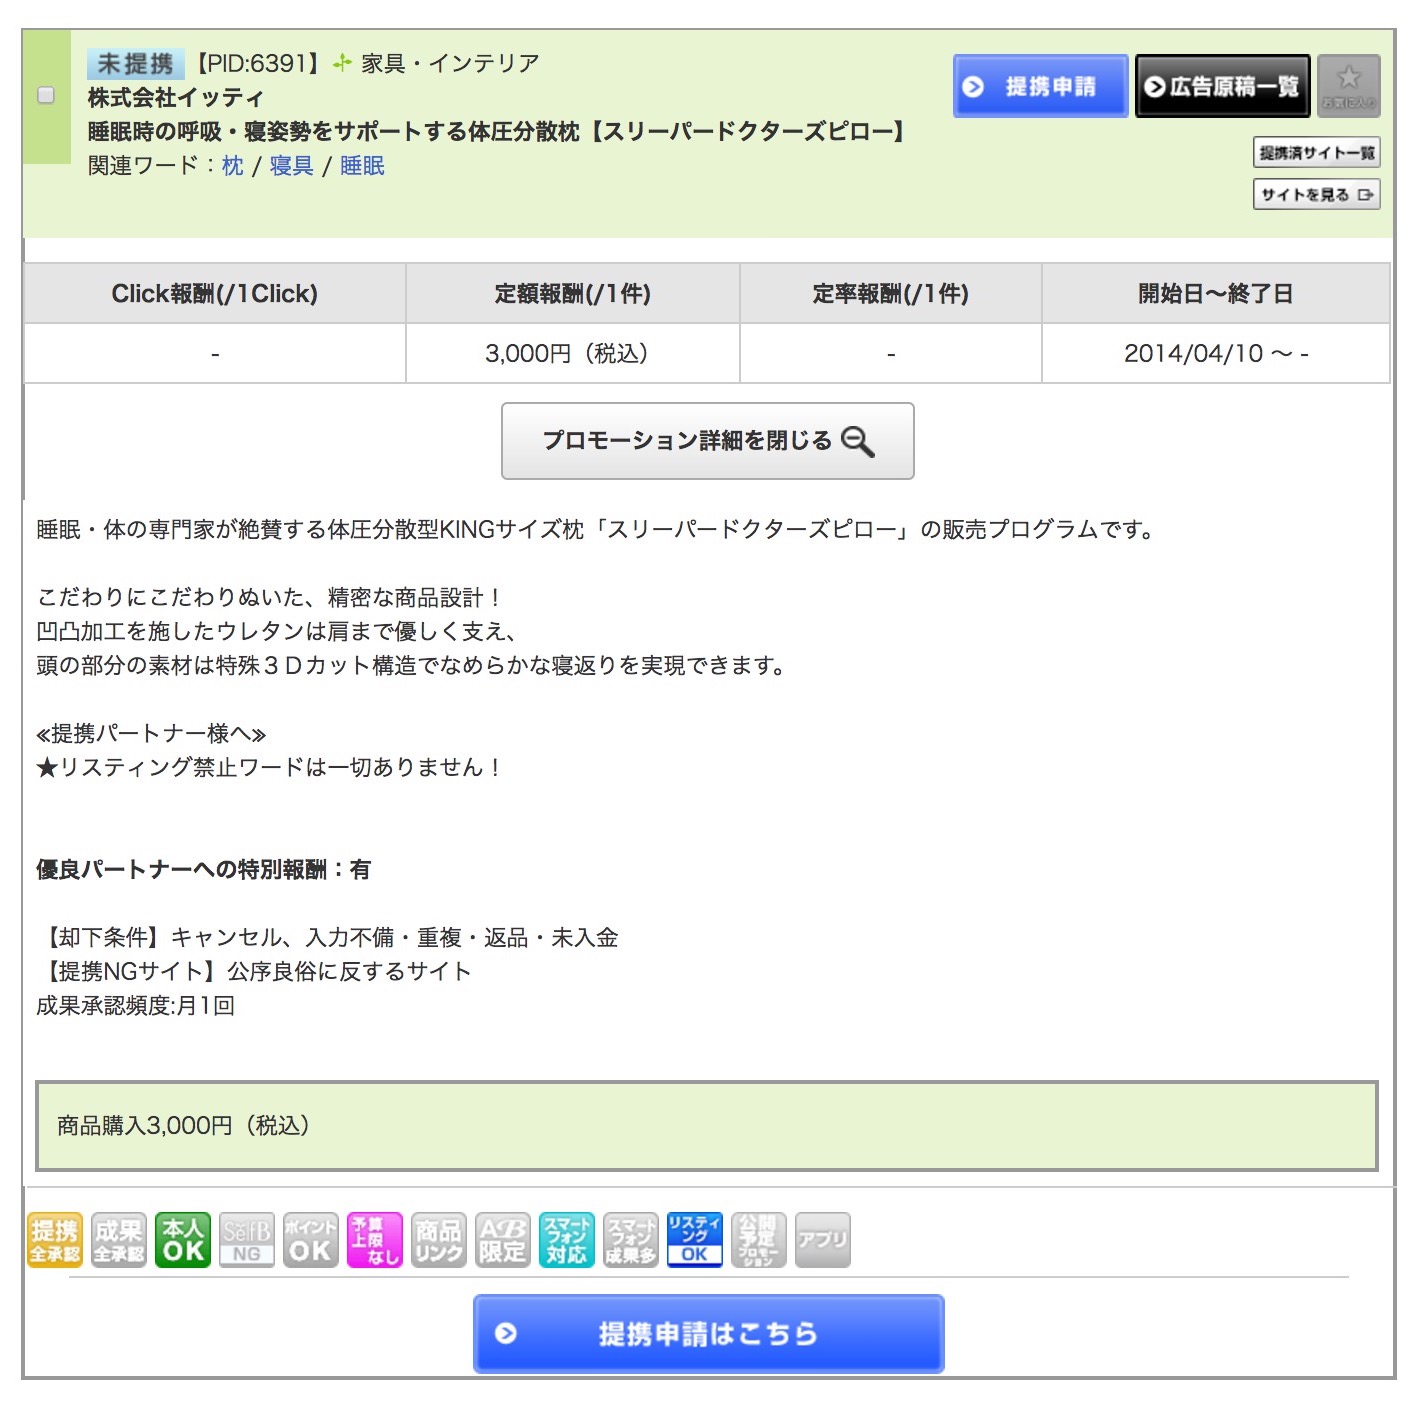 未提携 【PID:6391】 家具・インテリア
株式会社イッティ
睡眠時の呼吸・寝姿勢をサポートする体圧分散枕【スリーパードクターズピロー】
関連ワード：枕 / 寝具 / 睡眠
提携申請
広告原稿一覧
お気に入り
提携済サイト一覧
サイトを見る
Click報酬(/1Click) 定額報酬(/1件) 定率報酬(/1件) 開始日～終了日
- 3,000円（税込） - 2014/04/10 ～ -
プロモーション詳細を閉じる
睡眠・体の専門家が絶賛する体圧分散型KINGサイズ枕「スリーパードクターズピロー」の販売プログラムです。
こだわりにこだわりぬいた、精密な商品設計！
凹凸加工を施したウレタンは肩まで優しく支え、
頭の部分の素材は特殊３Ｄカット構造でなめらかな寝返りを実現できます。
≪提携パートナー様へ≫
★リスティング禁止ワードは一切ありません！
優良パートナーへの特別報酬：有
【却下条件】キャンセル、入力不備・重複・返品・未入金
【提携NGサイト】公序良俗に反するサイト
成果承認頻度:月1回
商品購入3,000円（税込）
提携全承認 成果全承認 本人OK SelfB NG ポイントOK 予算上限なし 商品リンク AB限定 スマートフォン対応 スマートフォン成果多 リスティングOK 公開予定プロモーション アプリ
提携申請はこちら